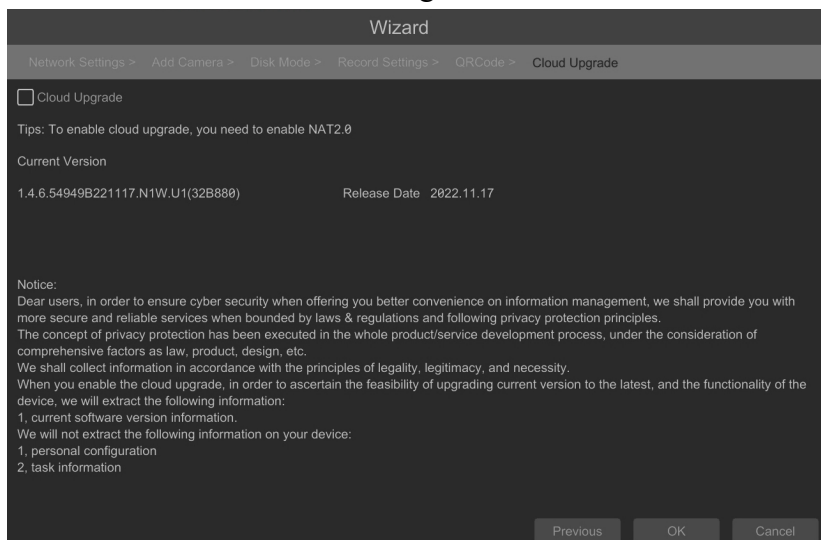 Wizard
Network Settings > Add Camera > Disk Mode > Record Settings > QRCode > Cloud Upgrade
Cloud Upgrade
Tips: To enable cloud upgrade, you need to enable NAT2.0
Current Version
1.4.6.54949B221117.N1W.U1(32B880) Release Date 2022.11.17
Notice:
Dear users, in order to ensure cyber security when offering you better convenience on information management, we shall provide you with
more secure and reliable services when bounded by laws & regulations and following privacy protection principles.
The concept of privacy protection has been executed in the whole product/service development process, under the consideration of
comprehensive factors as law, product, design, etc.
We shall collect information in accordance with the principles of legality, legitimacy, and necessity.
When you enable the cloud upgrade, in order to ascertain the feasibility of upgrading current version to the latest, and the functionality of the
device, we will extract the following information:
1, current software version information.
We will not extract the following information on your device:
1, personal configuration
2, task information
Previous OK Cancel